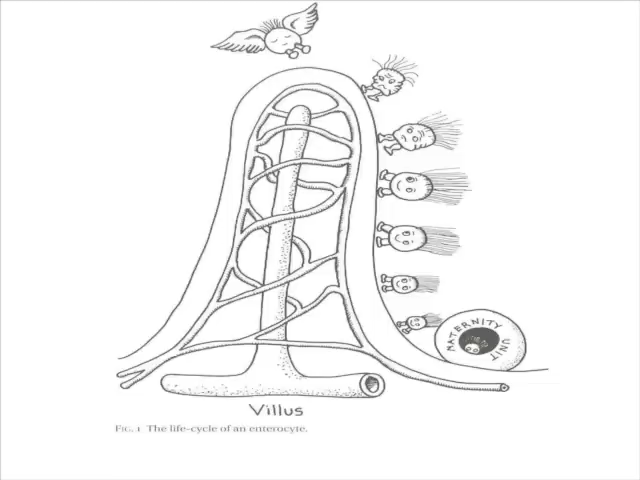 MATERNITY UNIT
Villus
FIG. 1 The life-cycle of an enterocyte.